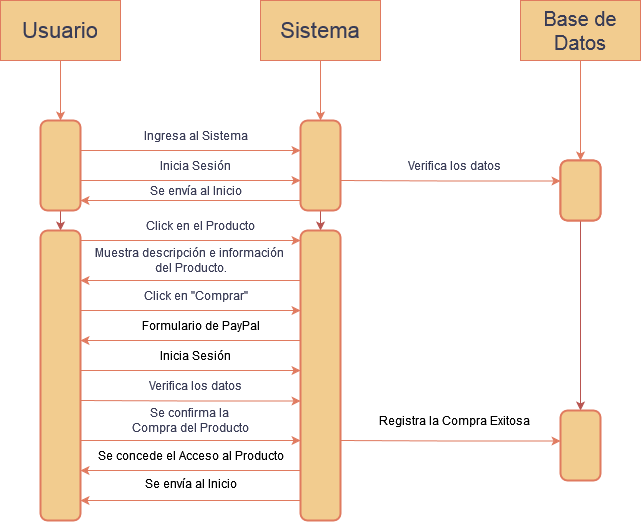 Usuario
Sistema
Base de
Datos
Ingresa al Sistema
Inicia Sesión
Verifica los datos
Se envía al Inicio
Click en el Producto
Muestra descripción e información
del Producto.
Click en "Comprar"
Formulario de PayPal
Inicia Sesión
Verifica los datos
Se confirma la
Compra del Producto
Registra la Compra Exitosa
Se concede el Acceso al Producto
Se envía al Inicio